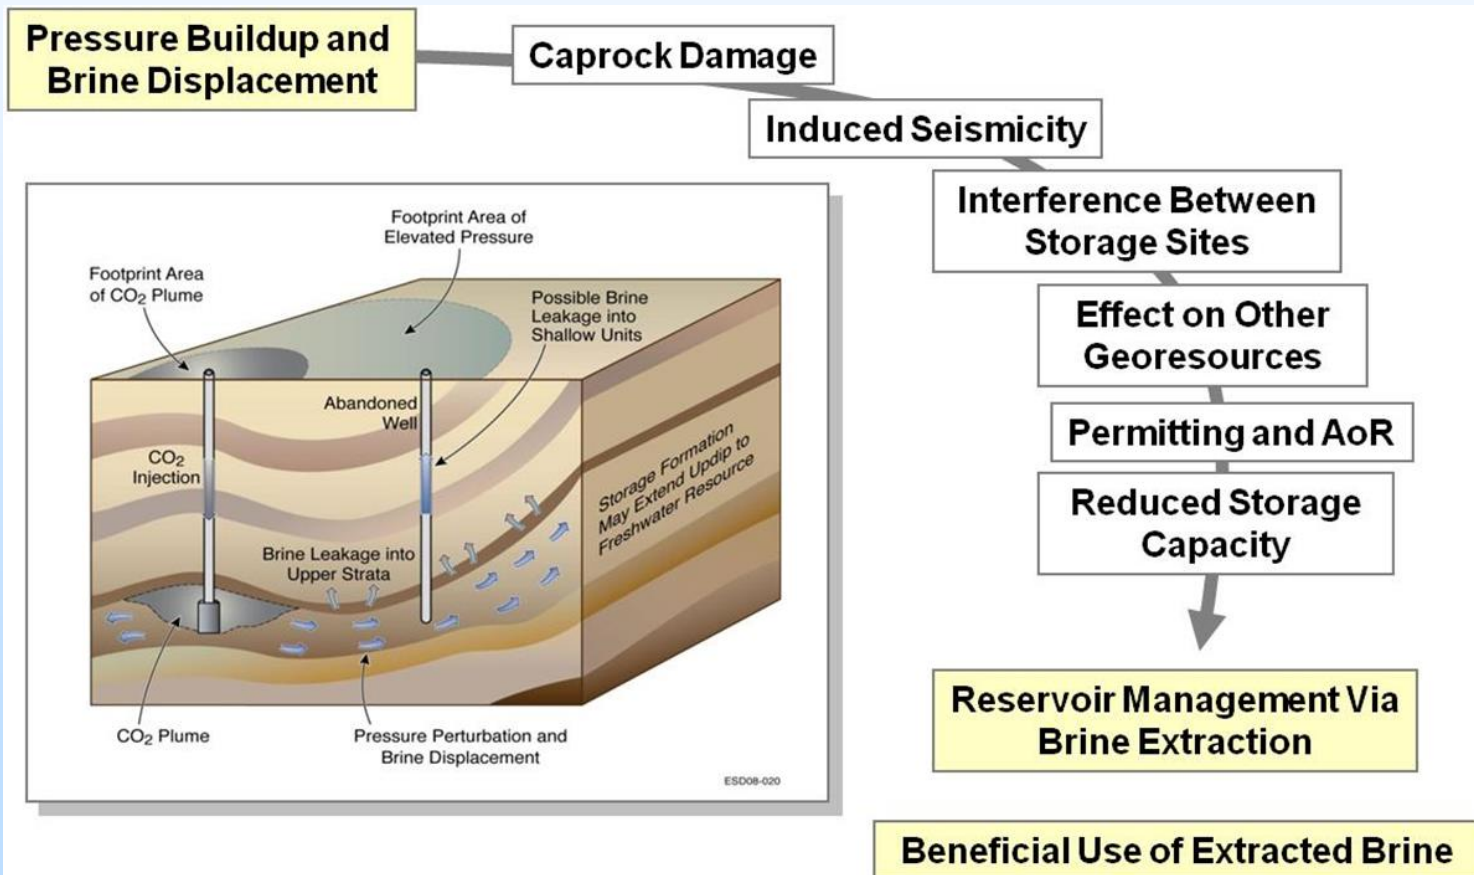 Pressure Buildup and
Brine Displacement
Caprock Damage
Induced Seismicity
Interference Between
Storage Sites
Effect on Other
Georesources
Permitting and AoR
Reduced Storage
Capacity
Reservoir Management Via
Brine Extraction
Beneficial Use of Extracted Brine
Footprint Area of
Elevated Pressure
Footprint Area
of CO2 Plume
Possible Brine
Leakage into
Shallow Units
Abandoned
Well
CO2
Injection
Storage Formation
May Extend Updip to
Freshwater Resource
Brine Leakage into
Upper Strata
CO2 Plume
Pressure Perturbation and
Brine Displacement
ESD08-020